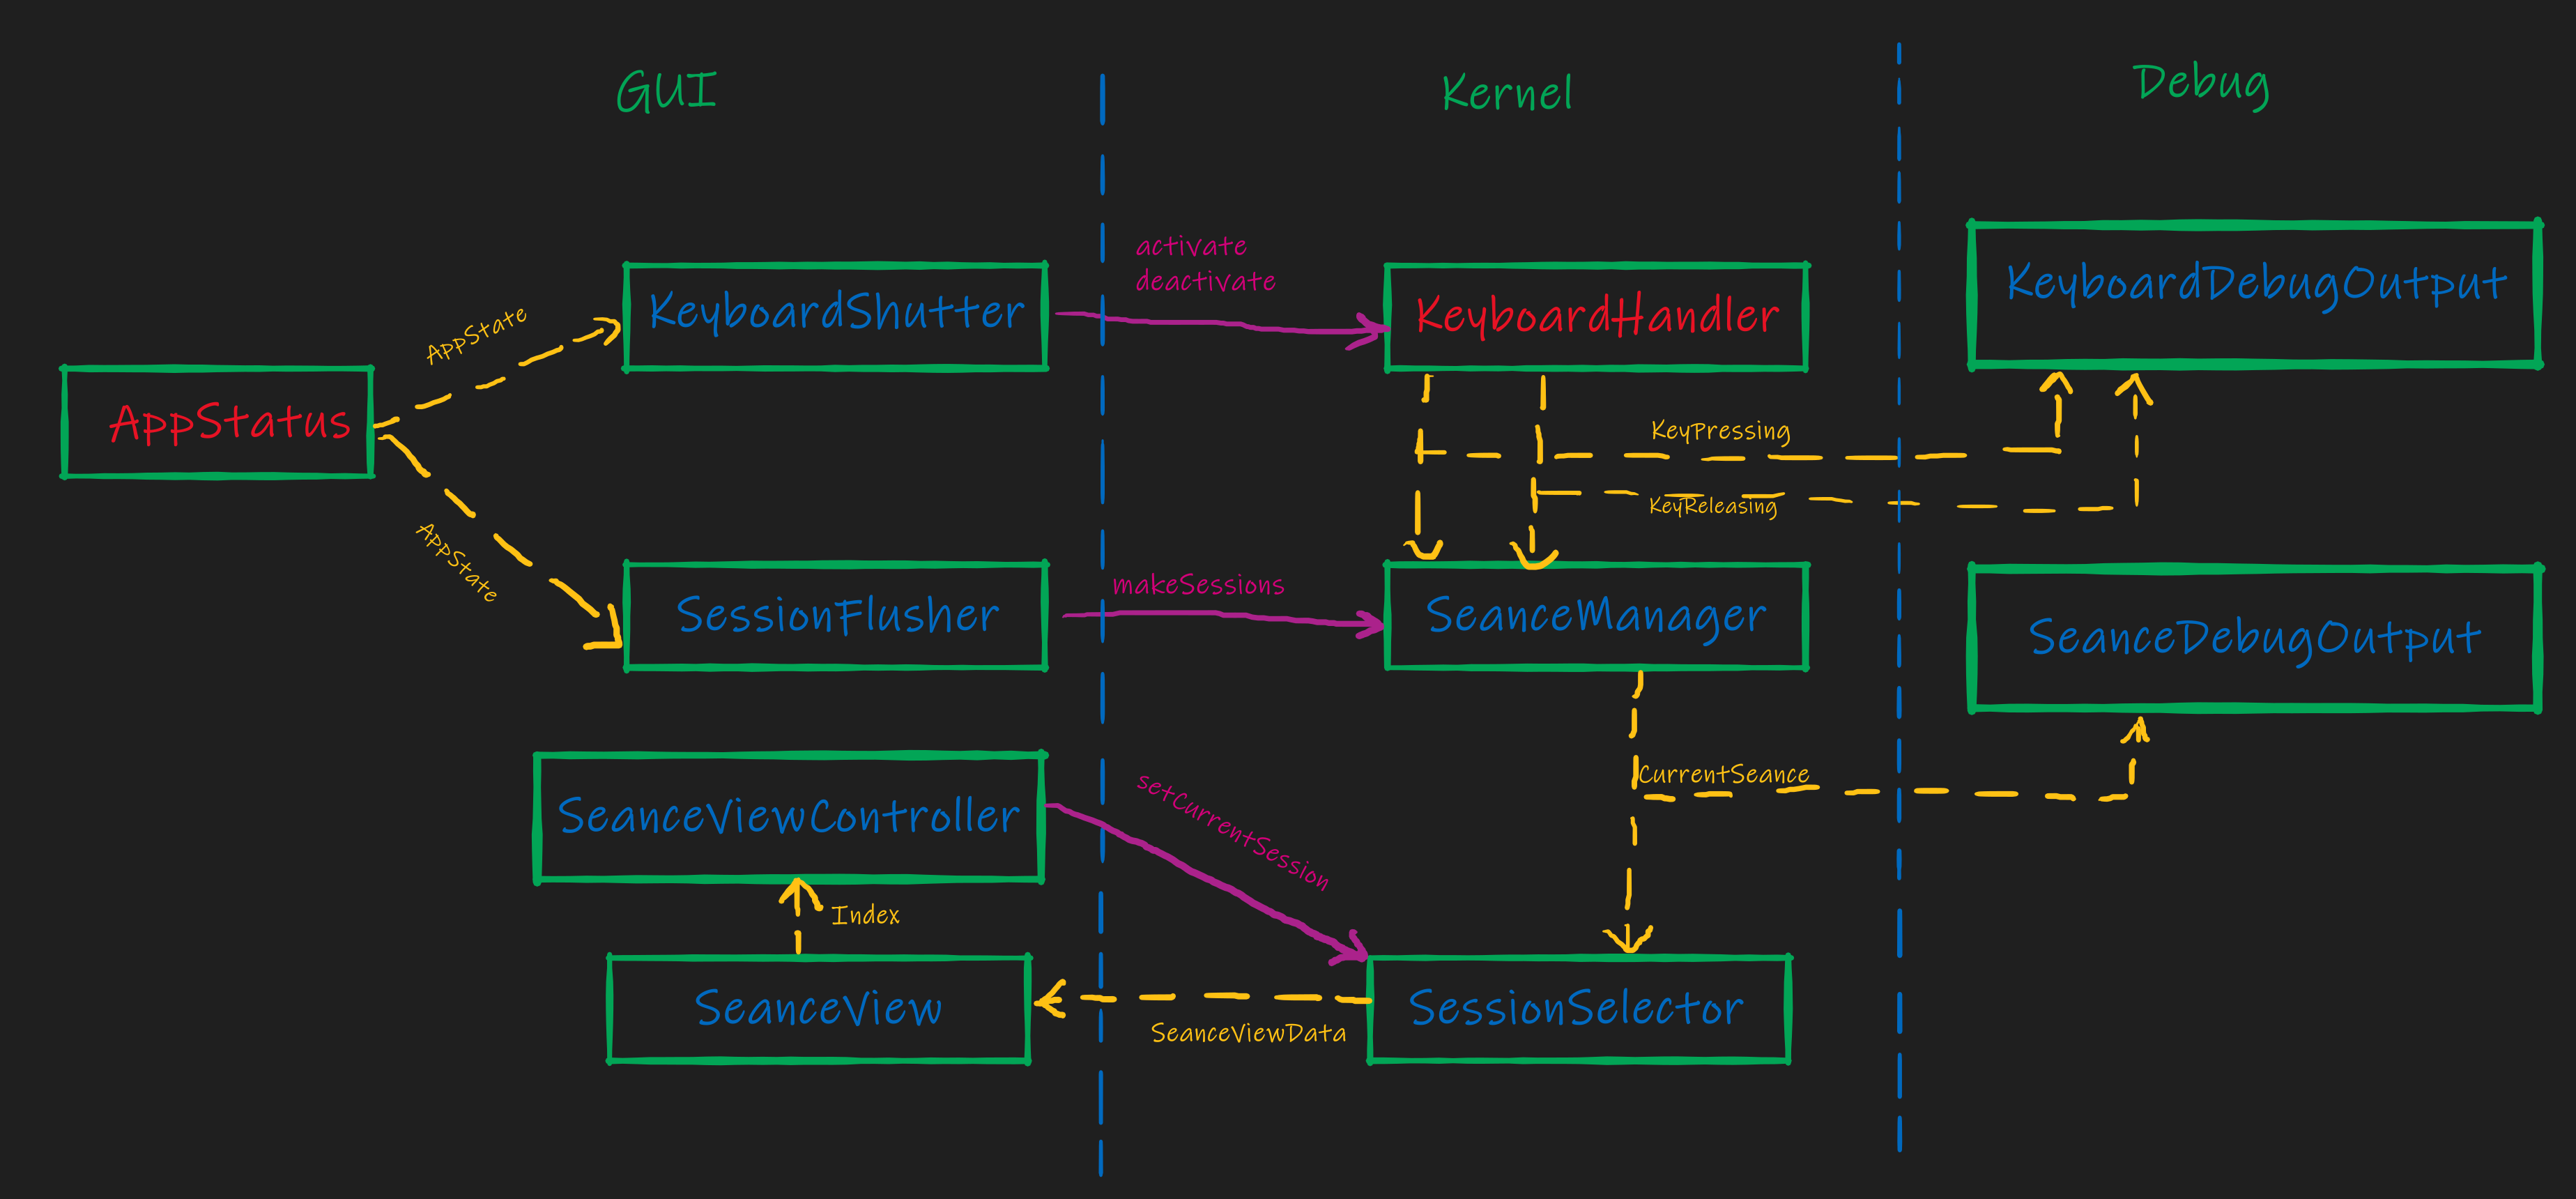 GUI
Kernel
Debug
activate
deactivate
KeyboardShutter
KeyboardHandler
KeyboardDebugOutput
AppState
AppStatus
KeyPressing
KeyReleasing
AppState
makeSessions
SessionFlusher
SeanceManager
SeanceDebugOutput
CurrentSeance
SeanceViewController
setCurrentSession
Index
SeanceView
SessionSelector
SeanceViewData